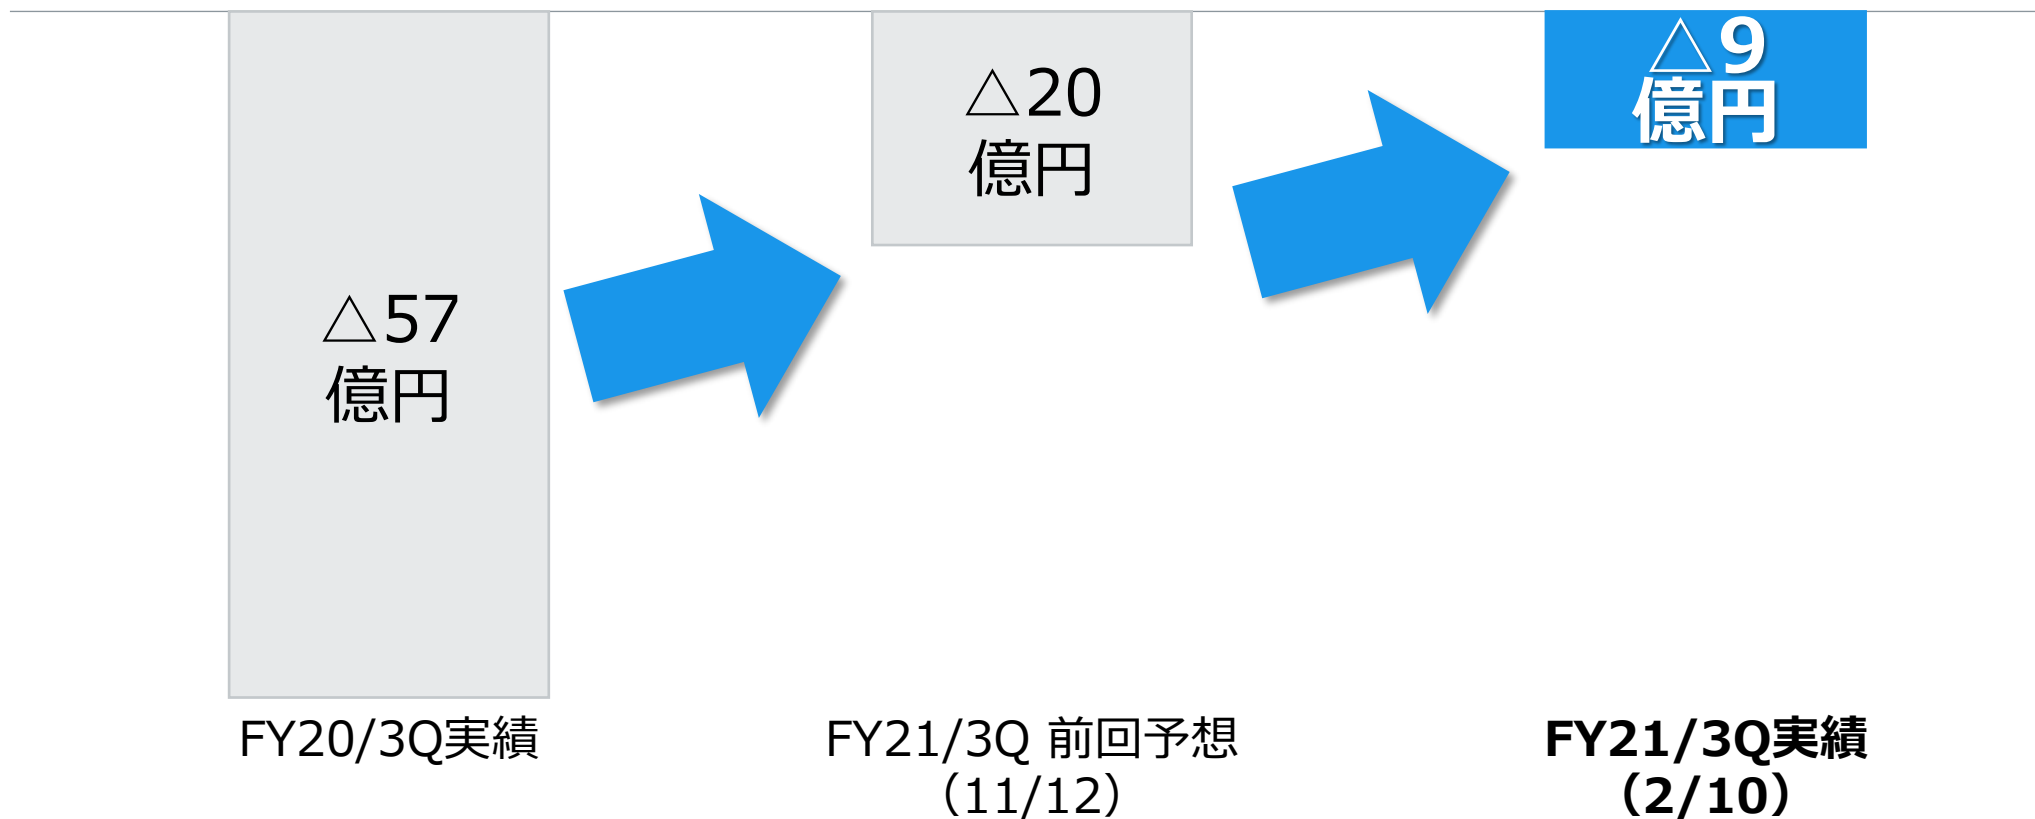 △57
億円
△20
億円
△9
億円
FY20/3Q実績
FY21/3Q 前回予想
（11/12）
FY21/3Q実績
（2/10）